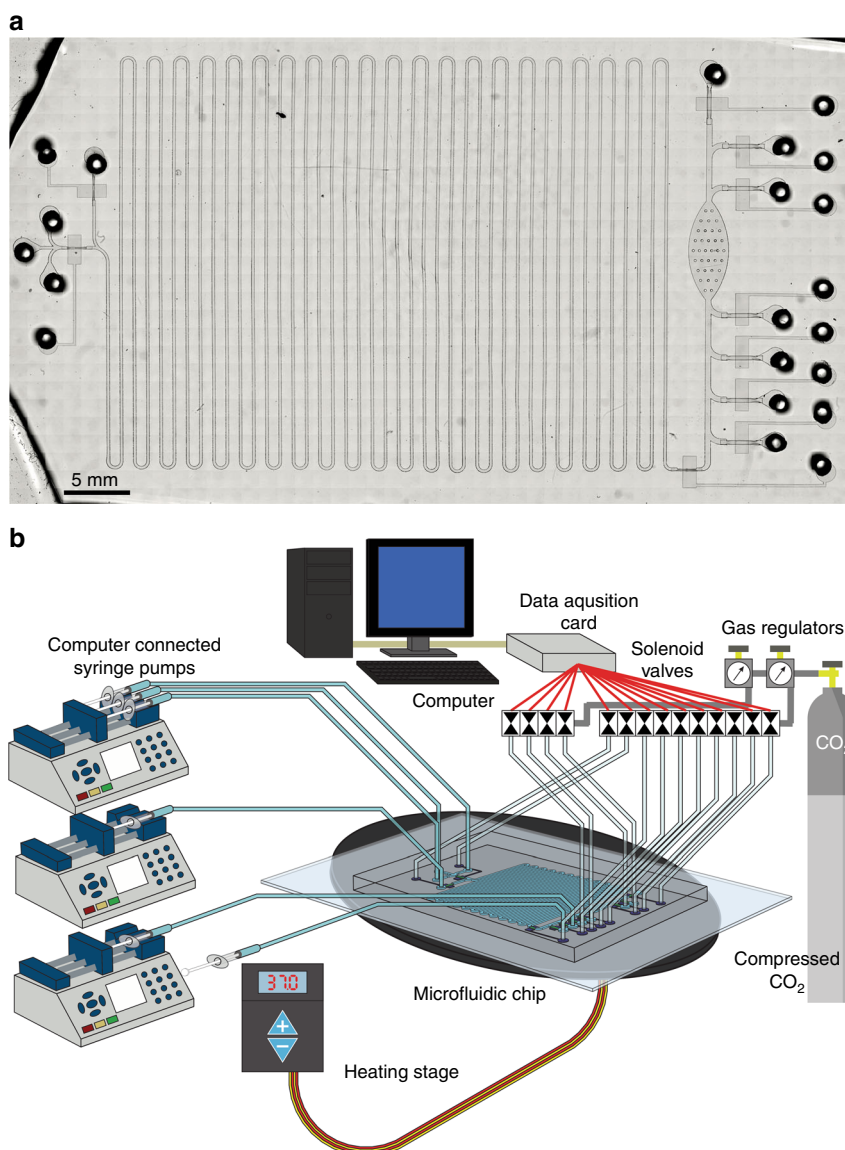 a
5 mm
b
Data aqusition
card
Gas regulators
Computer connected
syringe pumps
Solenoid
valves
Computer
CO
37.0
Compressed
CO₂
Microfluidic chip
+
−
Heating stage